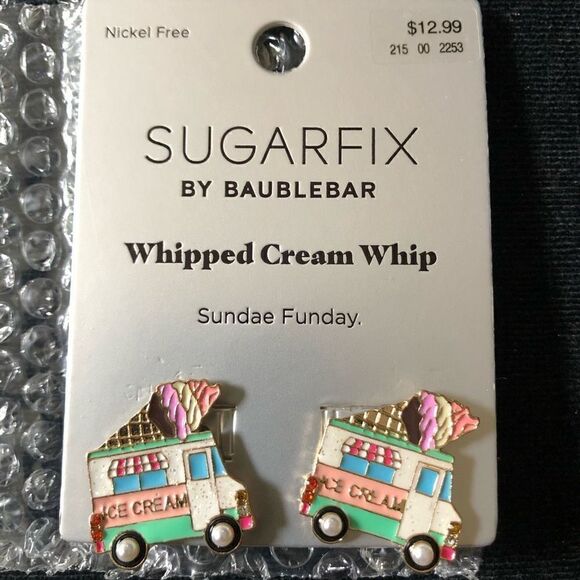 Nickel Free
$12.99
215 00 2253
SUGARFIX
BY BAUBLEBAR
Whipped Cream Whip
Sundae Funday.
ICE CREAM
ICE CREAM